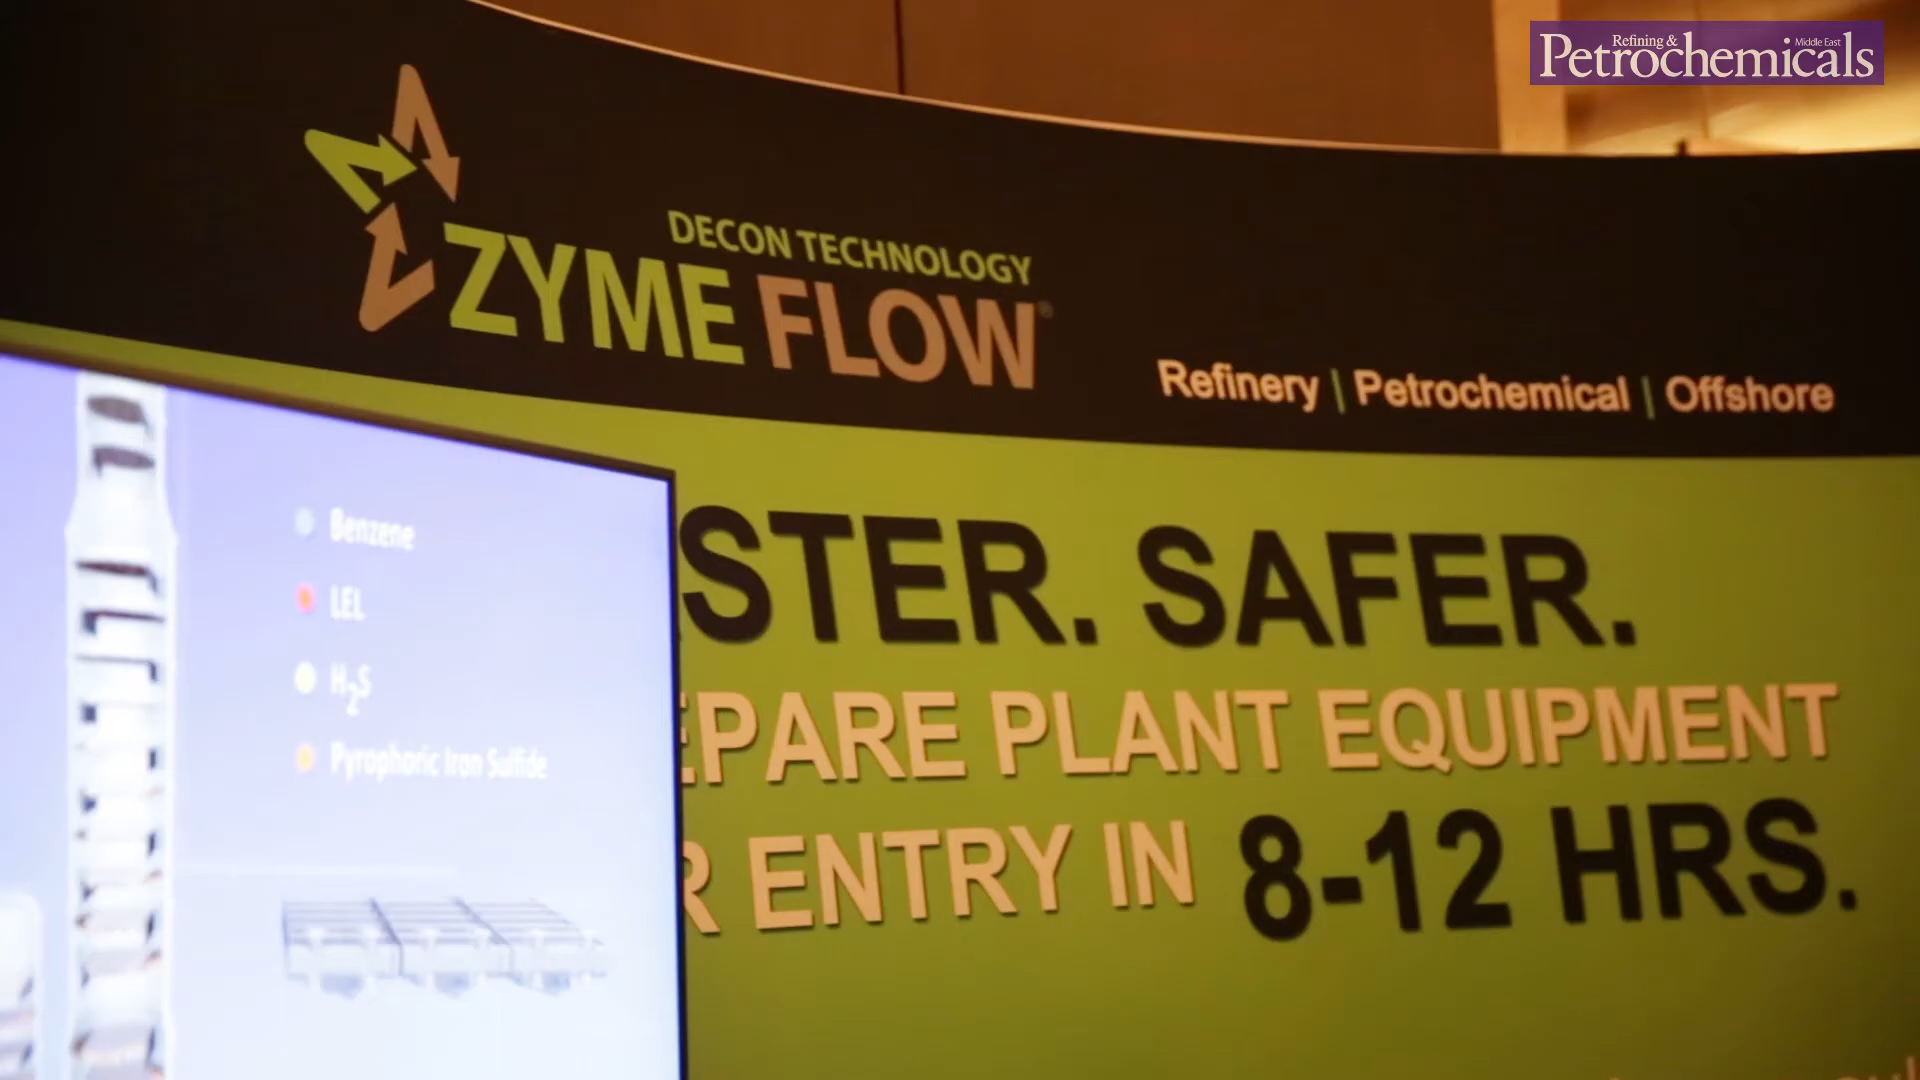 Refining & Middle East
Petrochemicals
DECON TECHNOLOGY
ZYME FLOW®
Refinery | Petrochemical | Offshore
STER. SAFER.
EPARE PLANT EQUIPMENT
R ENTRY IN 8-12 HRS.
Benzene
LEL
H2S
Pyrophoric Iron Sulfide